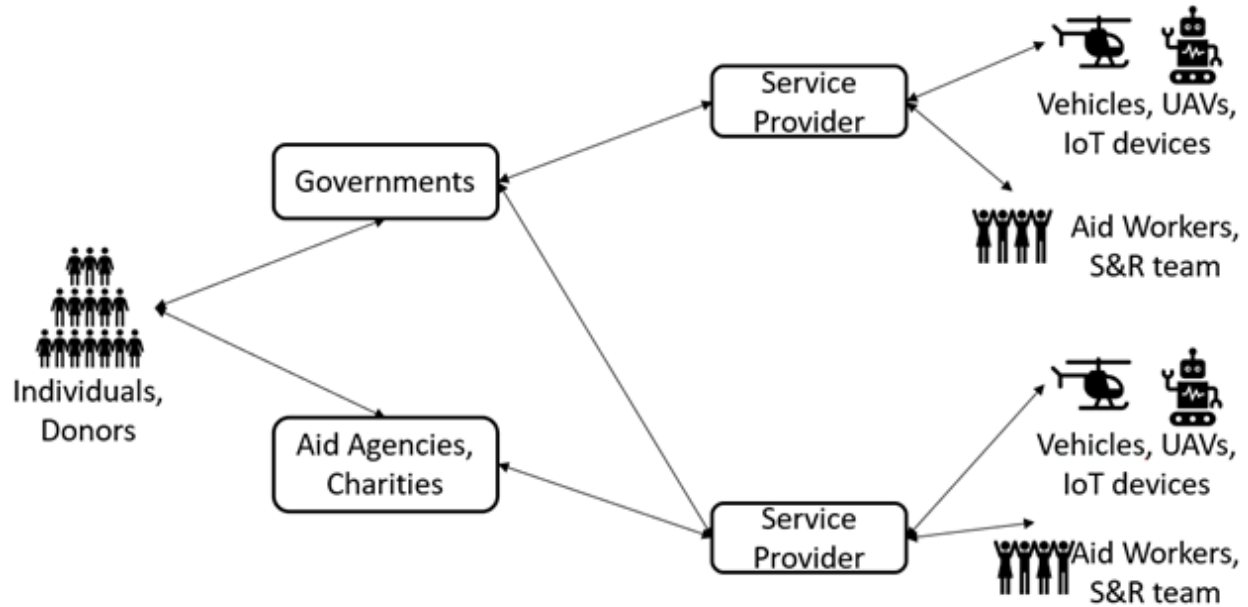 Individuals,
Donors
Governments
Aid Agencies,
Charities
Service
Provider
Service
Provider
Vehicles, UAVs,
IoT devices
Aid Workers,
S&R team
Vehicles, UAVs,
IoT devices
Aid Workers,
S&R team